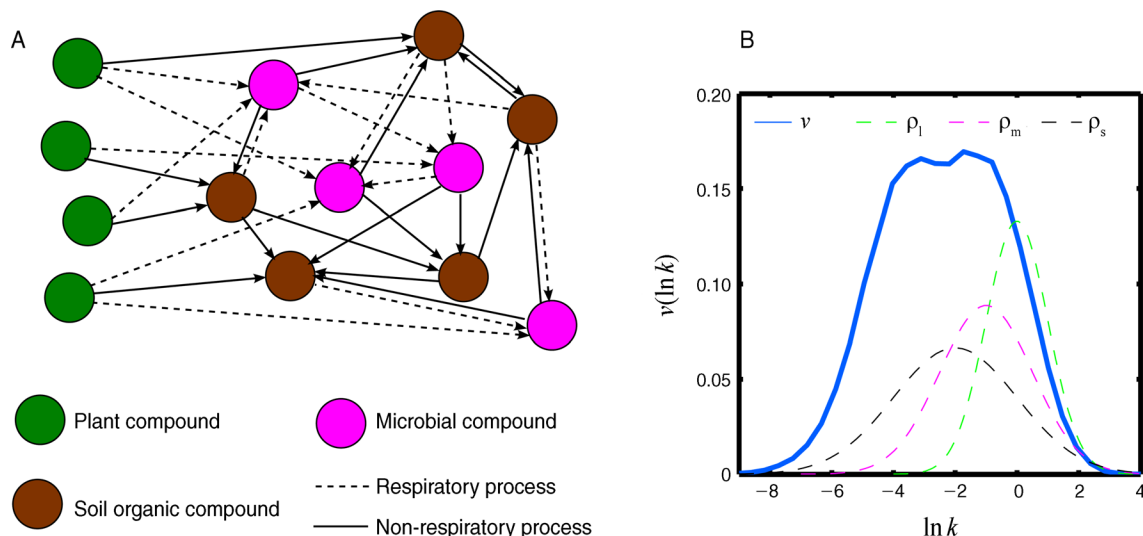 A
Plant compound
Soil organic compound
Microbial compound
Respiratory process
Non-respiratory process
B
v(ln k)
0.20
0.15
0.10
0.05
0
v
ρl
ρm
ρs
−8 −6 −4 −2 0 2 4
ln k